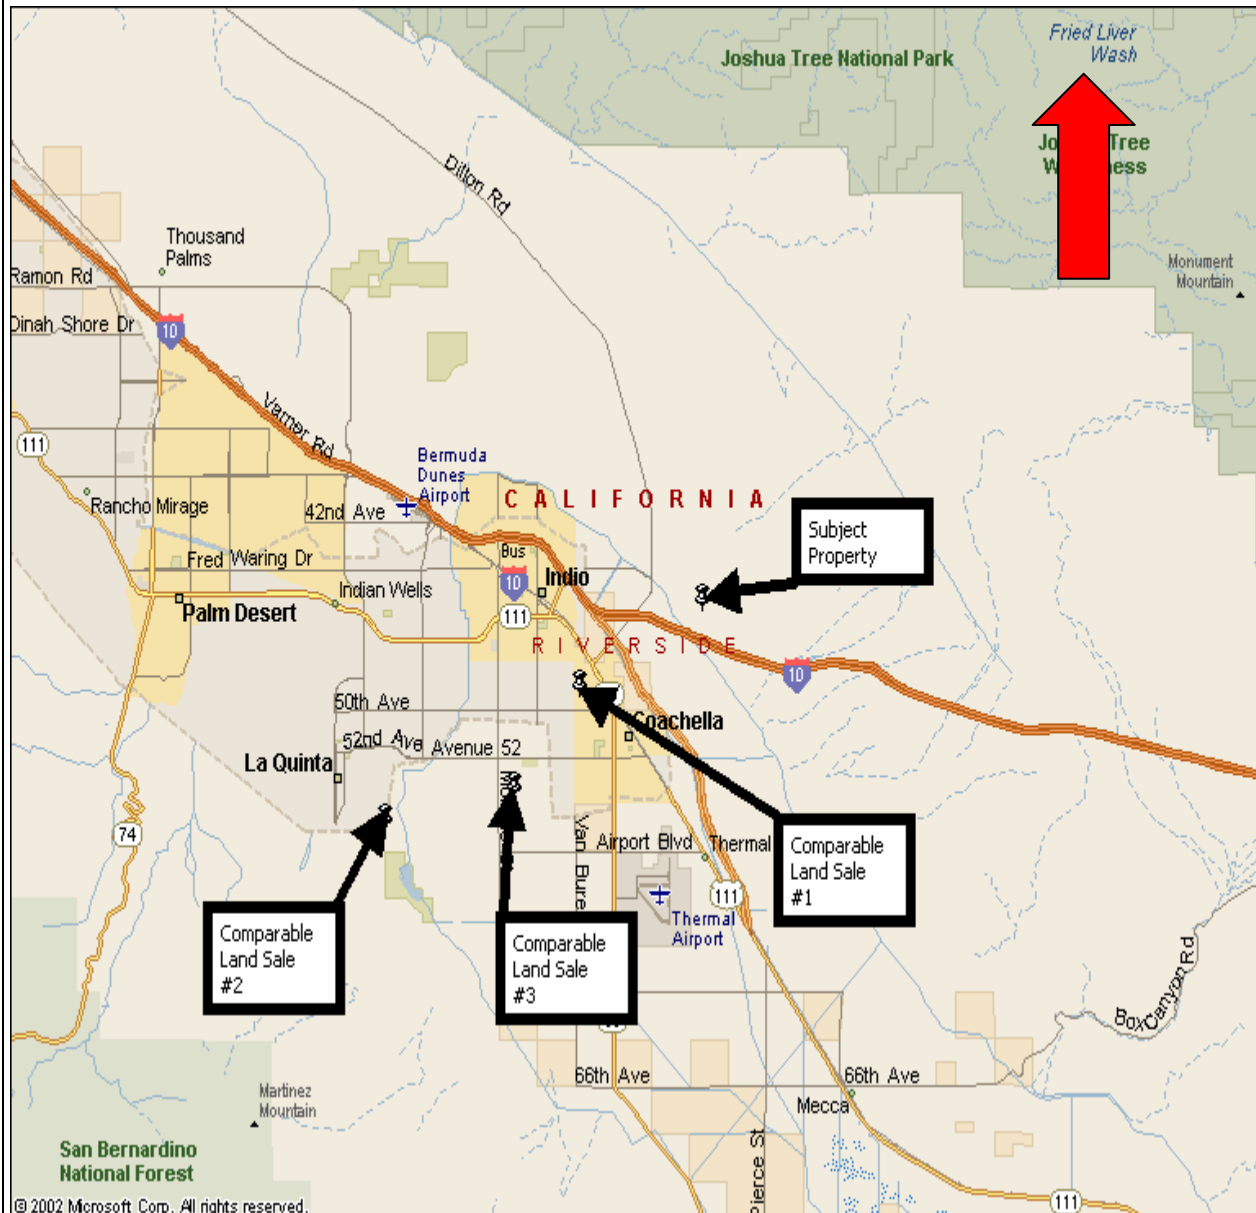 Fried Liver
Wash
Joshua Tree National Park
Tree
Dillon Rd
Thousand
Palms
Monument
Mountain
Ramon Rd
Dinah Shore Dr
10
Varner Rd
111
Bermuda
Dunes
Airport
CALIFORNIA
Rancho Mirage
42nd Ave
Subject
Property
Bus
10
Fred Waring Dr
Indio
Indian Wells
Palm Desert
111
RIVERSIDE
10
50th Ave
Coachella
52nd Ave
Avenue 52
La Quinta
74
Van Bure
Airport Blvd
Thermal
Comparable
Land Sale
#1
111
Thermal
Airport
Comparable
Land Sale
#2
Comparable
Land Sale
#3
Box Canyon Rd
66th Ave
66th Ave
Mecca
Martinez
Mountain
San Bernardino
National Forest
Pierce St
111
© 2002 Microsoft Corp. All rights reserved.